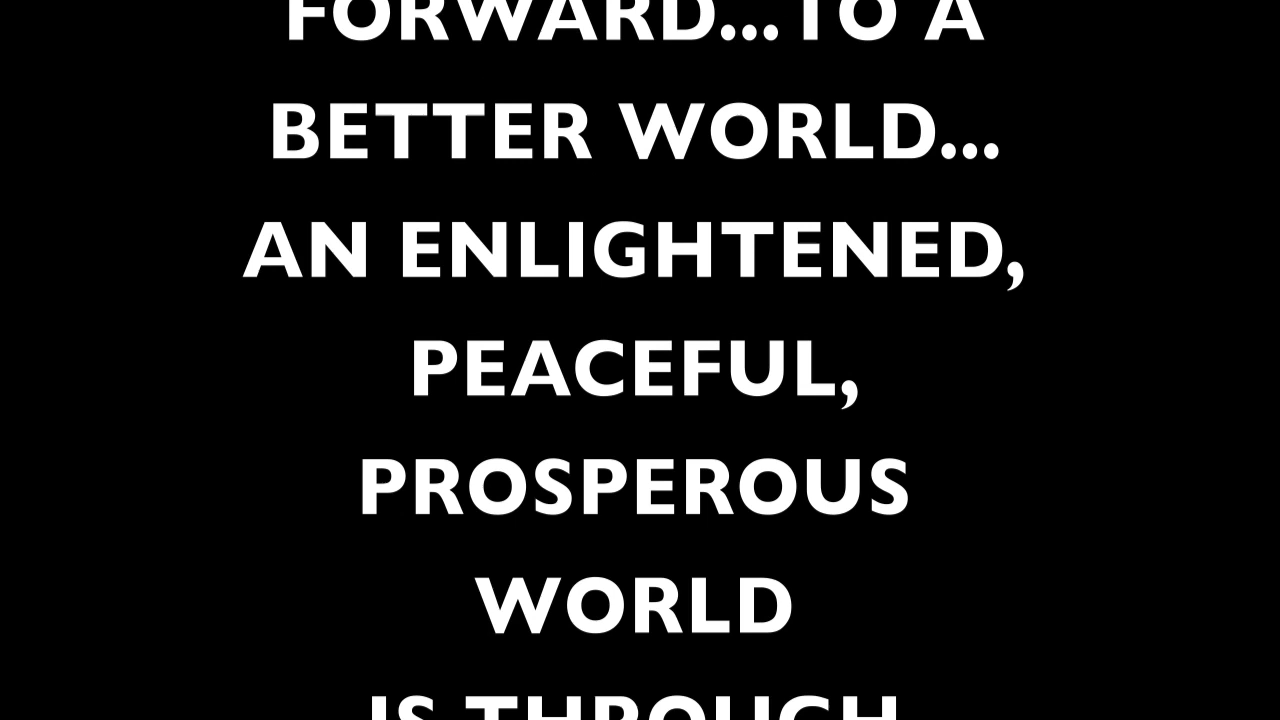 FORWARD...TO A
BETTER WORLD...
AN ENLIGHTENED,
PEACEFUL,
PROSPEROUS
WORLD
IS THROUGH